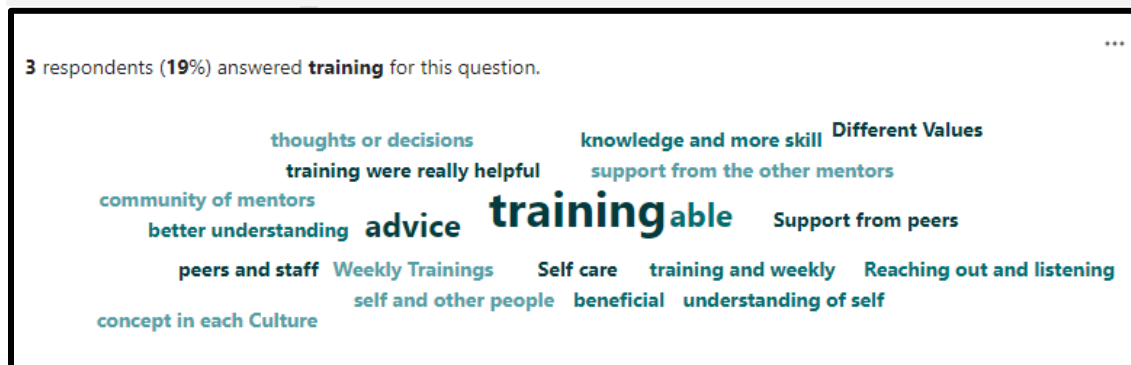 ...
3 respondents (19%) answered training for this question.
thoughts or decisions knowledge and more skill Different Values
training were really helpful support from the other mentors
community of mentors
better understanding advice training able Support from peers
peers and staff Weekly Trainings Self care training and weekly Reaching out and listening
self and other people beneficial understanding of self
concept in each Culture